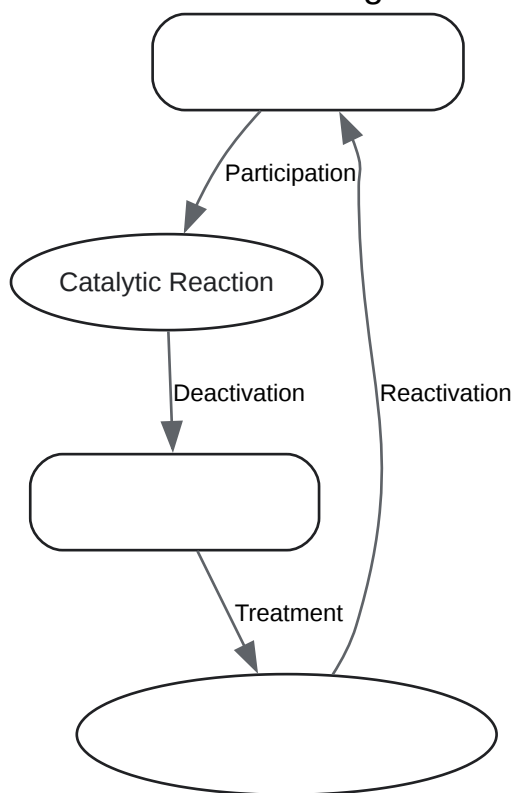 Participation
Catalytic Reaction
Deactivation
Reactivation
Treatment